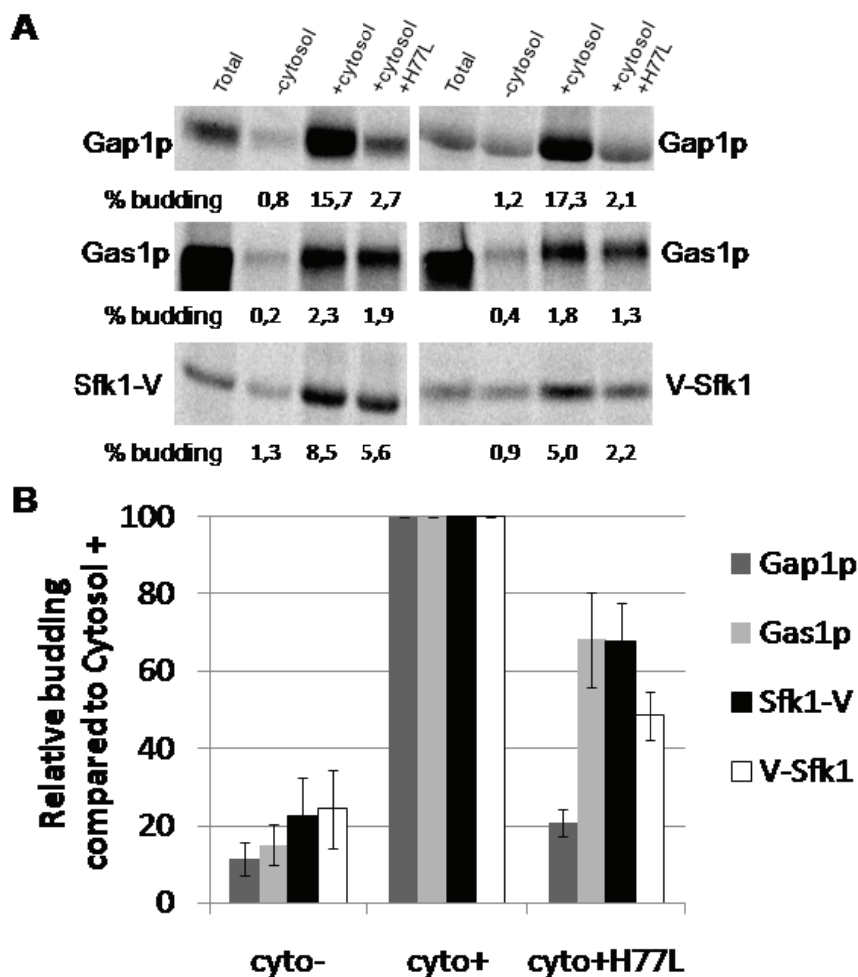 A
Total -cytosol +cytosol +cytosol +H77L Total -cytosol +cytosol +cytosol +H77L
Gap1p Gap1p
% budding 0,8 15,7 2,7 1,2 17,3 2,1
Gas1p Gas1p
% budding 0,2 2,3 1,9 0,4 1,8 1,3
Sfk1-V V-Sfk1
% budding 1,3 8,5 5,6 0,9 5,0 2,2
B
Relative budding
compared to Cytosol +
100
80
60
40
20
0
cyto- cyto+ cyto+H77L
Gap1p
Gas1p
Sfk1-V
V-Sfk1